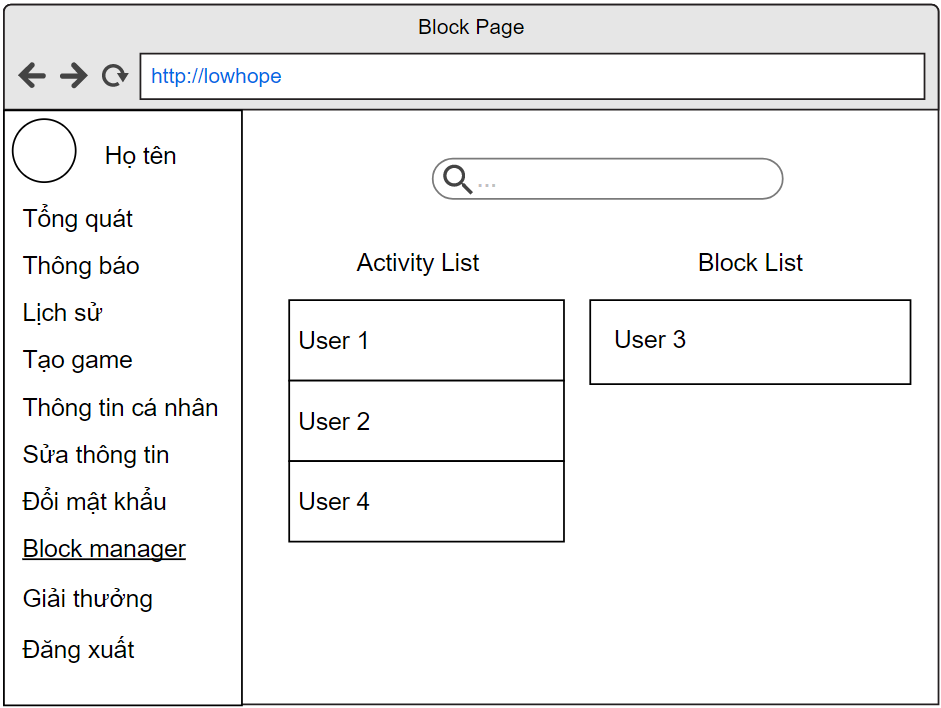 Block Page
http://lowhope
Họ tên
Tổng quát
Thông báo
Lịch sử
Tạo game
Thông tin cá nhân
Sửa thông tin
Đổi mật khẩu
Block manager
Giải thưởng
Đăng xuất
...
Activity List
User 1
User 2
User 4
Block List
User 3